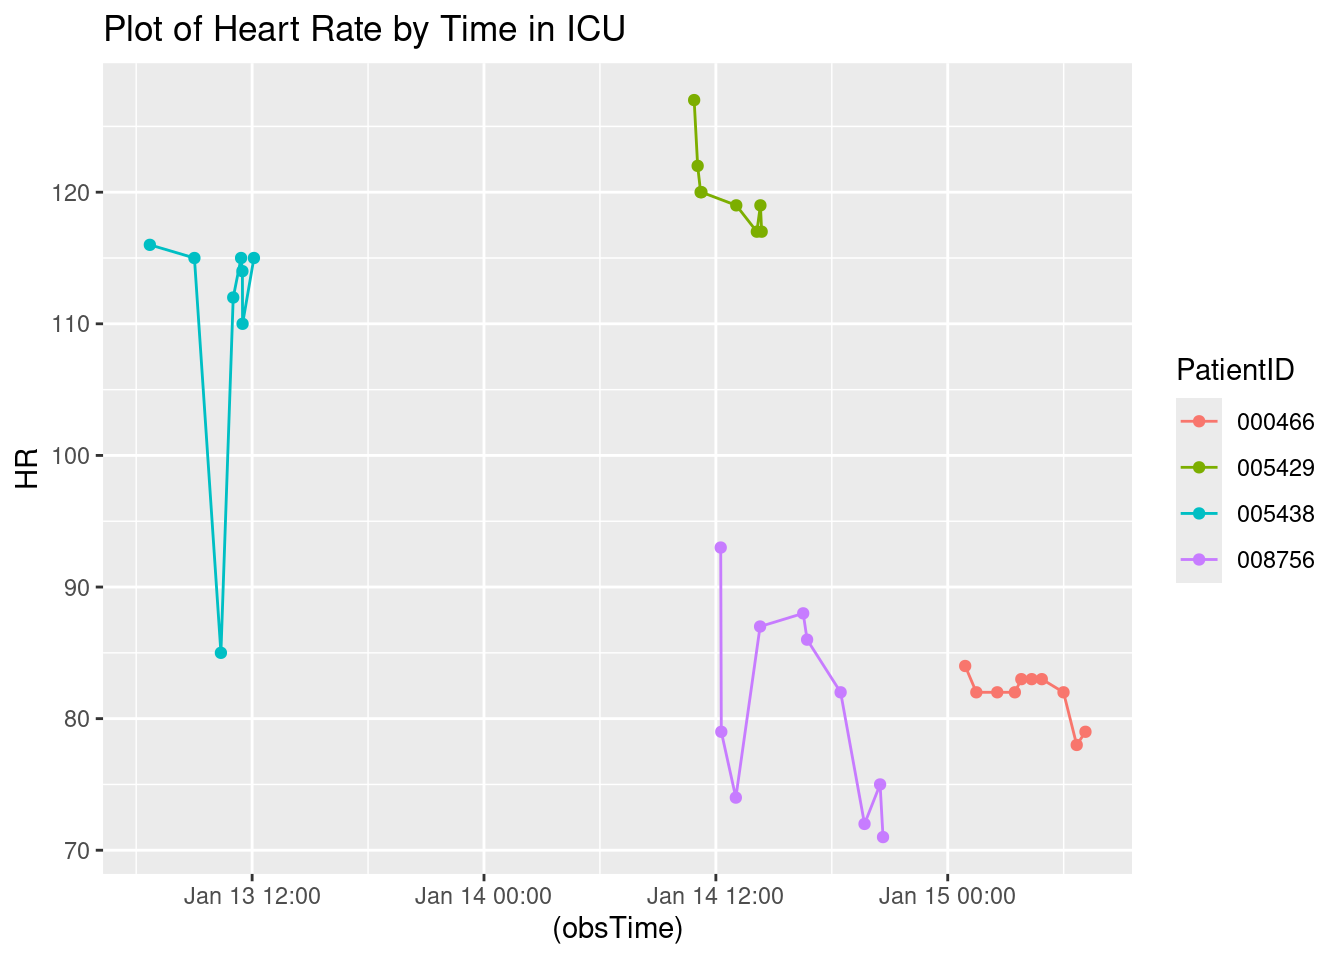 Plot of Heart Rate by Time in ICU
120
110
100
90
80
70
HR
Jan 13 12:00
Jan 14 00:00
Jan 14 12:00
Jan 15 00:00
(obsTime)
PatientID
000466
005429
005438
008756